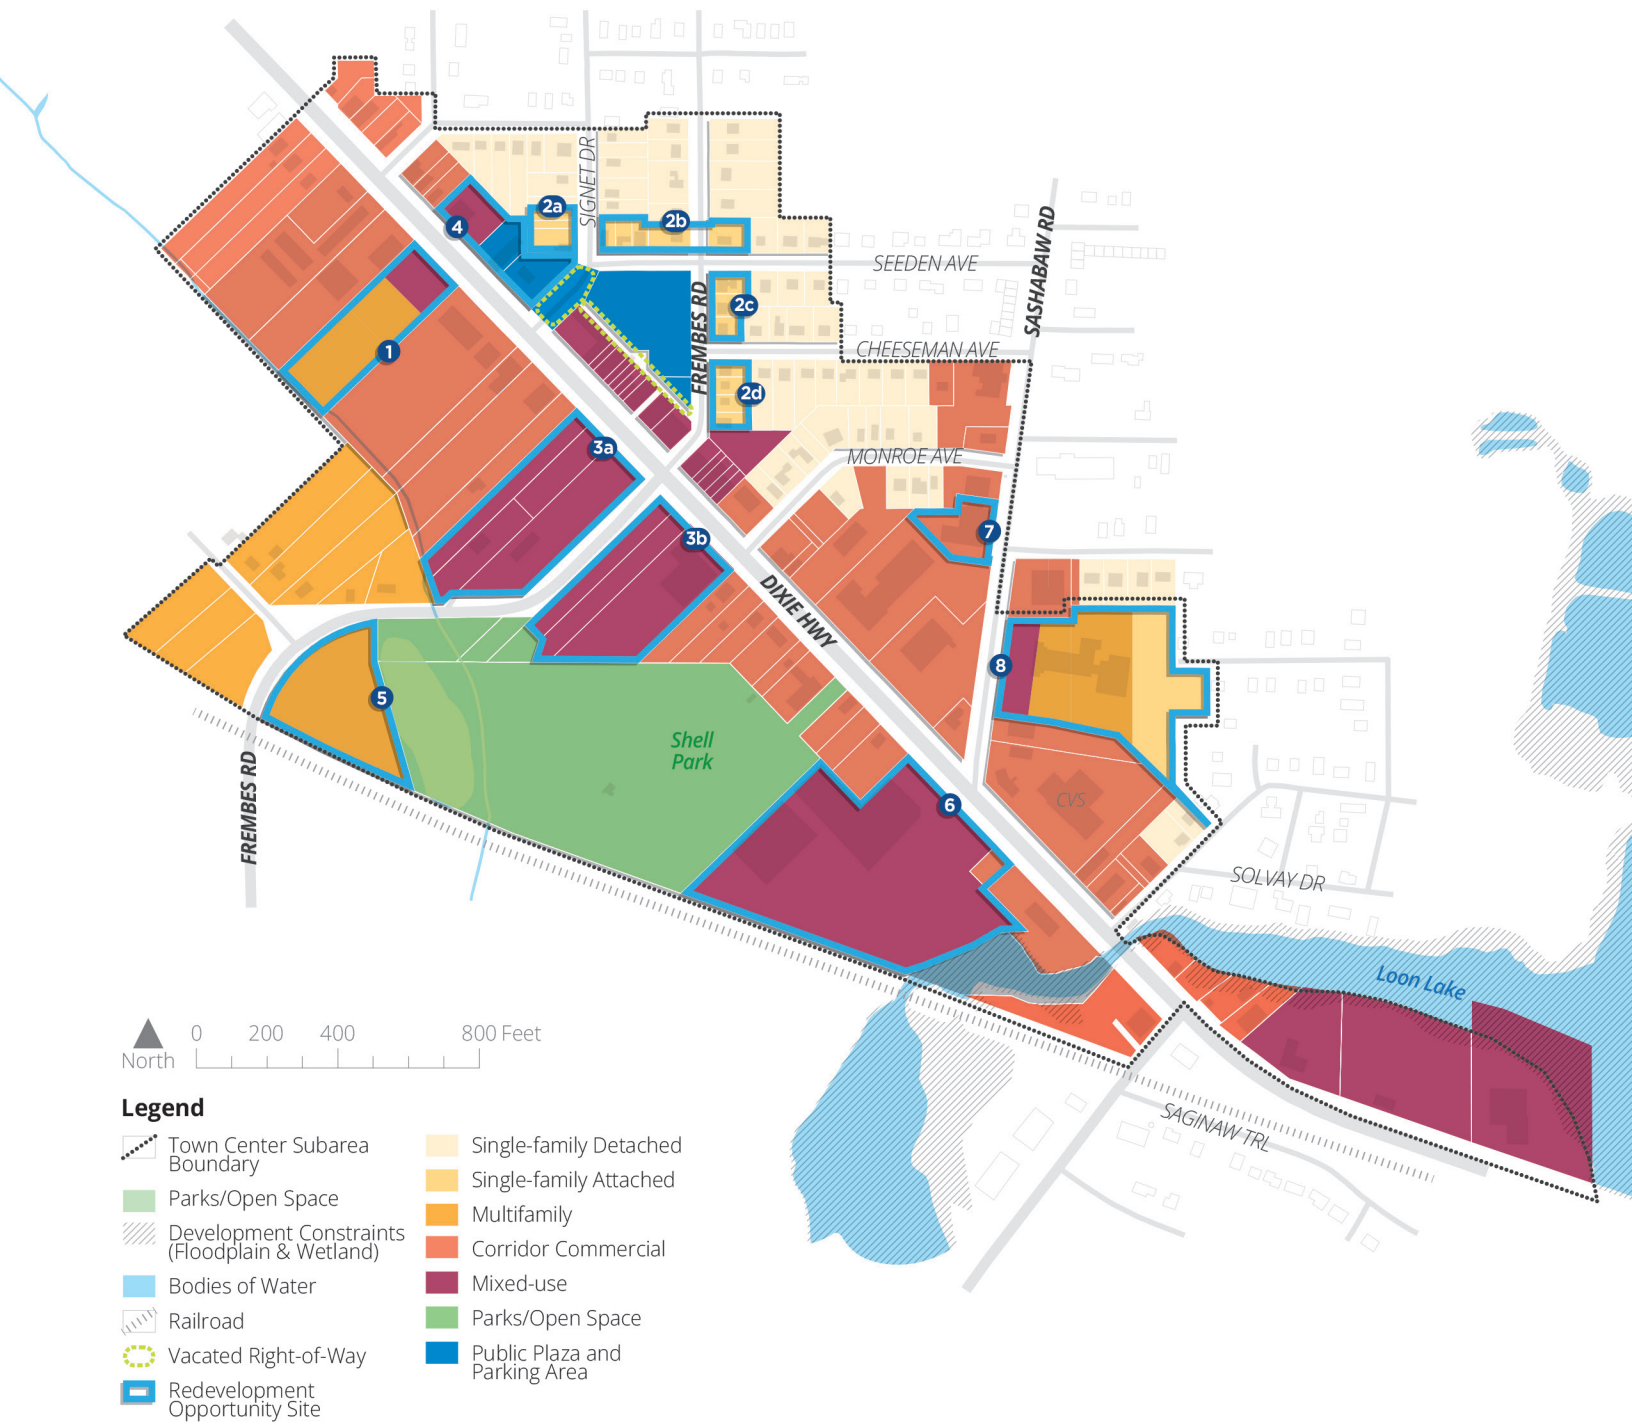 SIGNET DR
2a
2b
4
SEEDEN AVE
SASHABAW RD
2c
FREMBES RD
CHEESEMAN AVE
1
2d
3a
MONROE AVE
7
3b
DIXIE HWY
8
5
Shell
Park
6
CVS
FREMBES RD
SOLVAY DR
Loon Lake
SAGINAW TRL
0 200 400 800 Feet
North
Legend
Town Center Subarea
Boundary
Parks/Open Space
Development Constraints
(Floodplain & Wetland)
Bodies of Water
Railroad
Vacated Right-of-Way
Redevelopment
Opportunity Site
Single-family Detached
Single-family Attached
Multifamily
Corridor Commercial
Mixed-use
Parks/Open Space
Public Plaza and
Parking Area